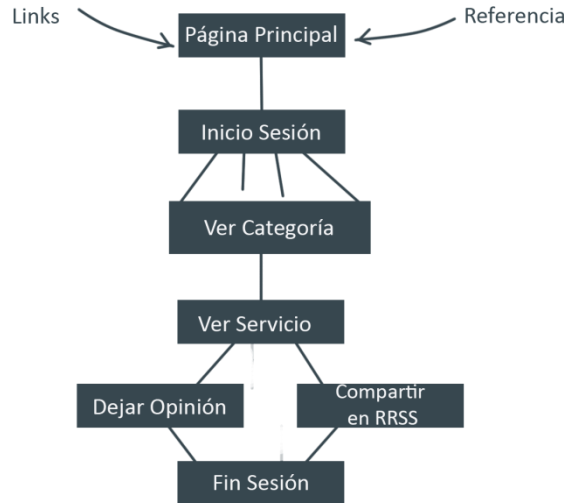 Links
Referencia
Página Principal
Inicio Sesión
Ver Categoría
Ver Servicio
Dejar Opinión
Compartir
en RRSS
Fin Sesión